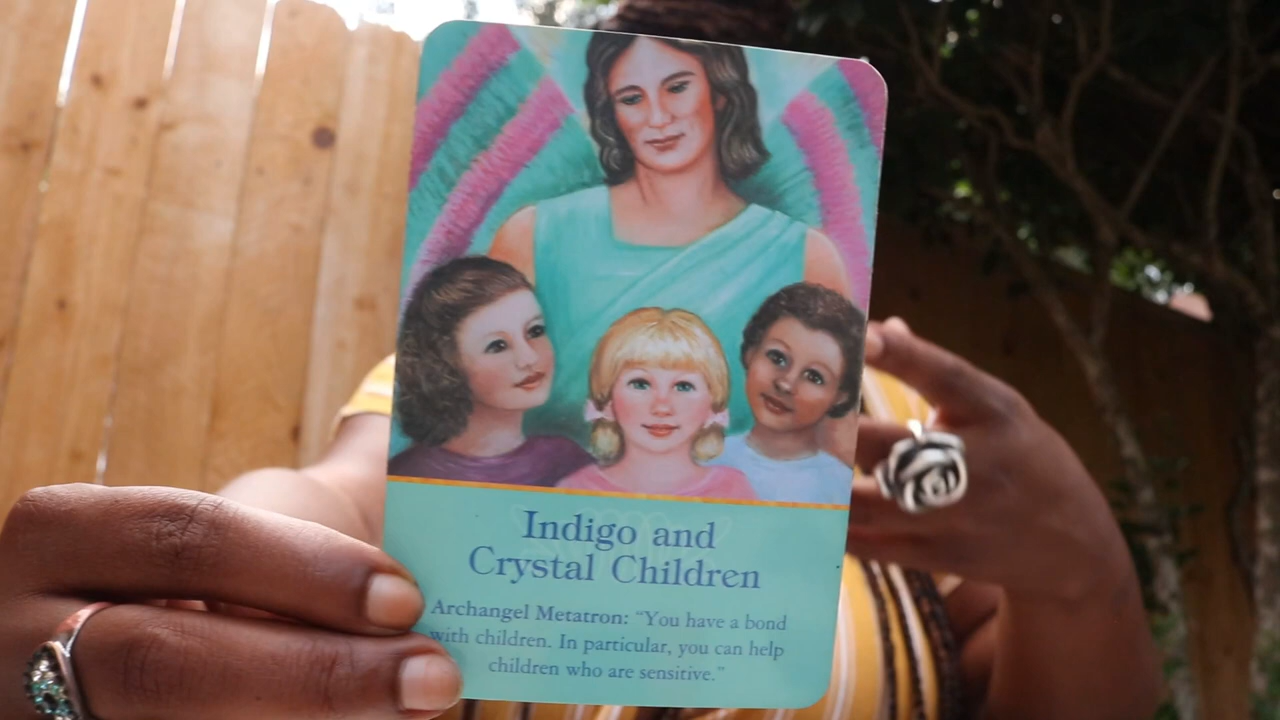 Indigo and
Crystal Children
Archangel Metatron: “You have a bond
with children. In particular, you can help
children who are sensitive.”